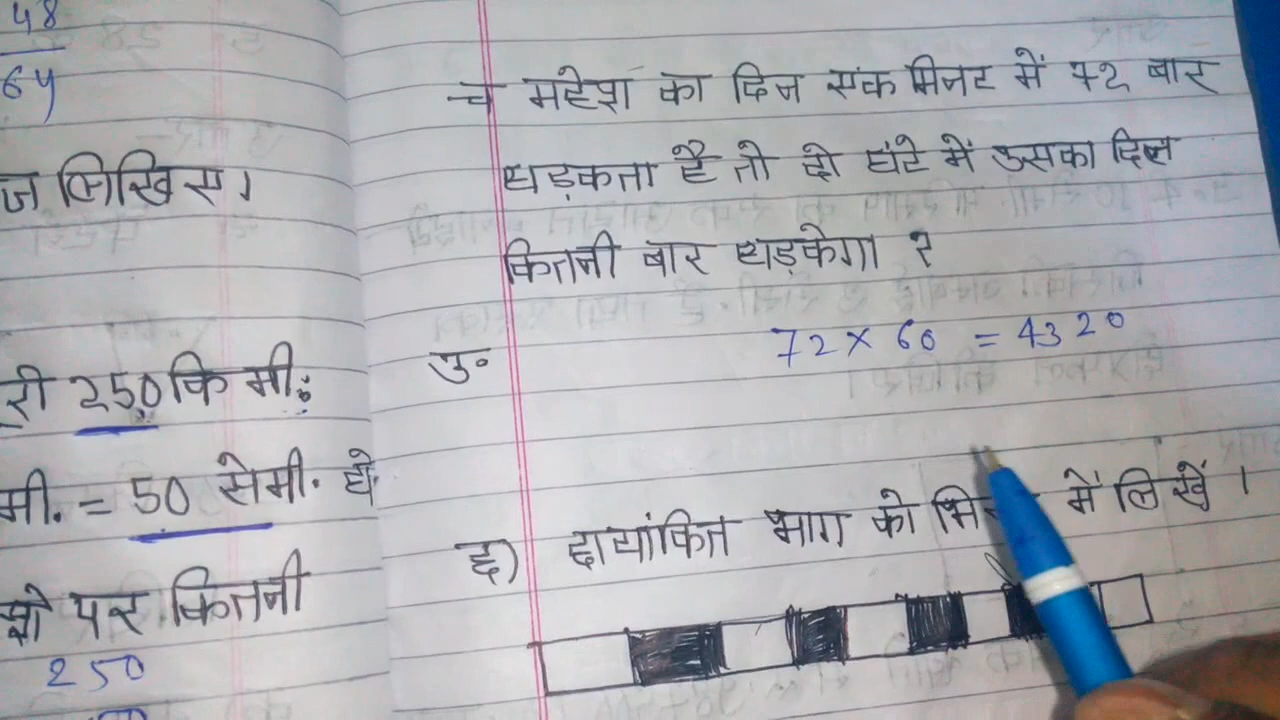 48
64
ज लिखिए।
री 250 कि मी:
मी. = 50 सेमी. है
पर कितनी
250
च महेश का दिल एक मिनट में 72 बार
धड़कता है तो दो घंटे में उसका दिल
कितनी बार धड़केगा ?
उ० 72 × 60 = 4320
छ) छायांकित भाग को में लिखें ।